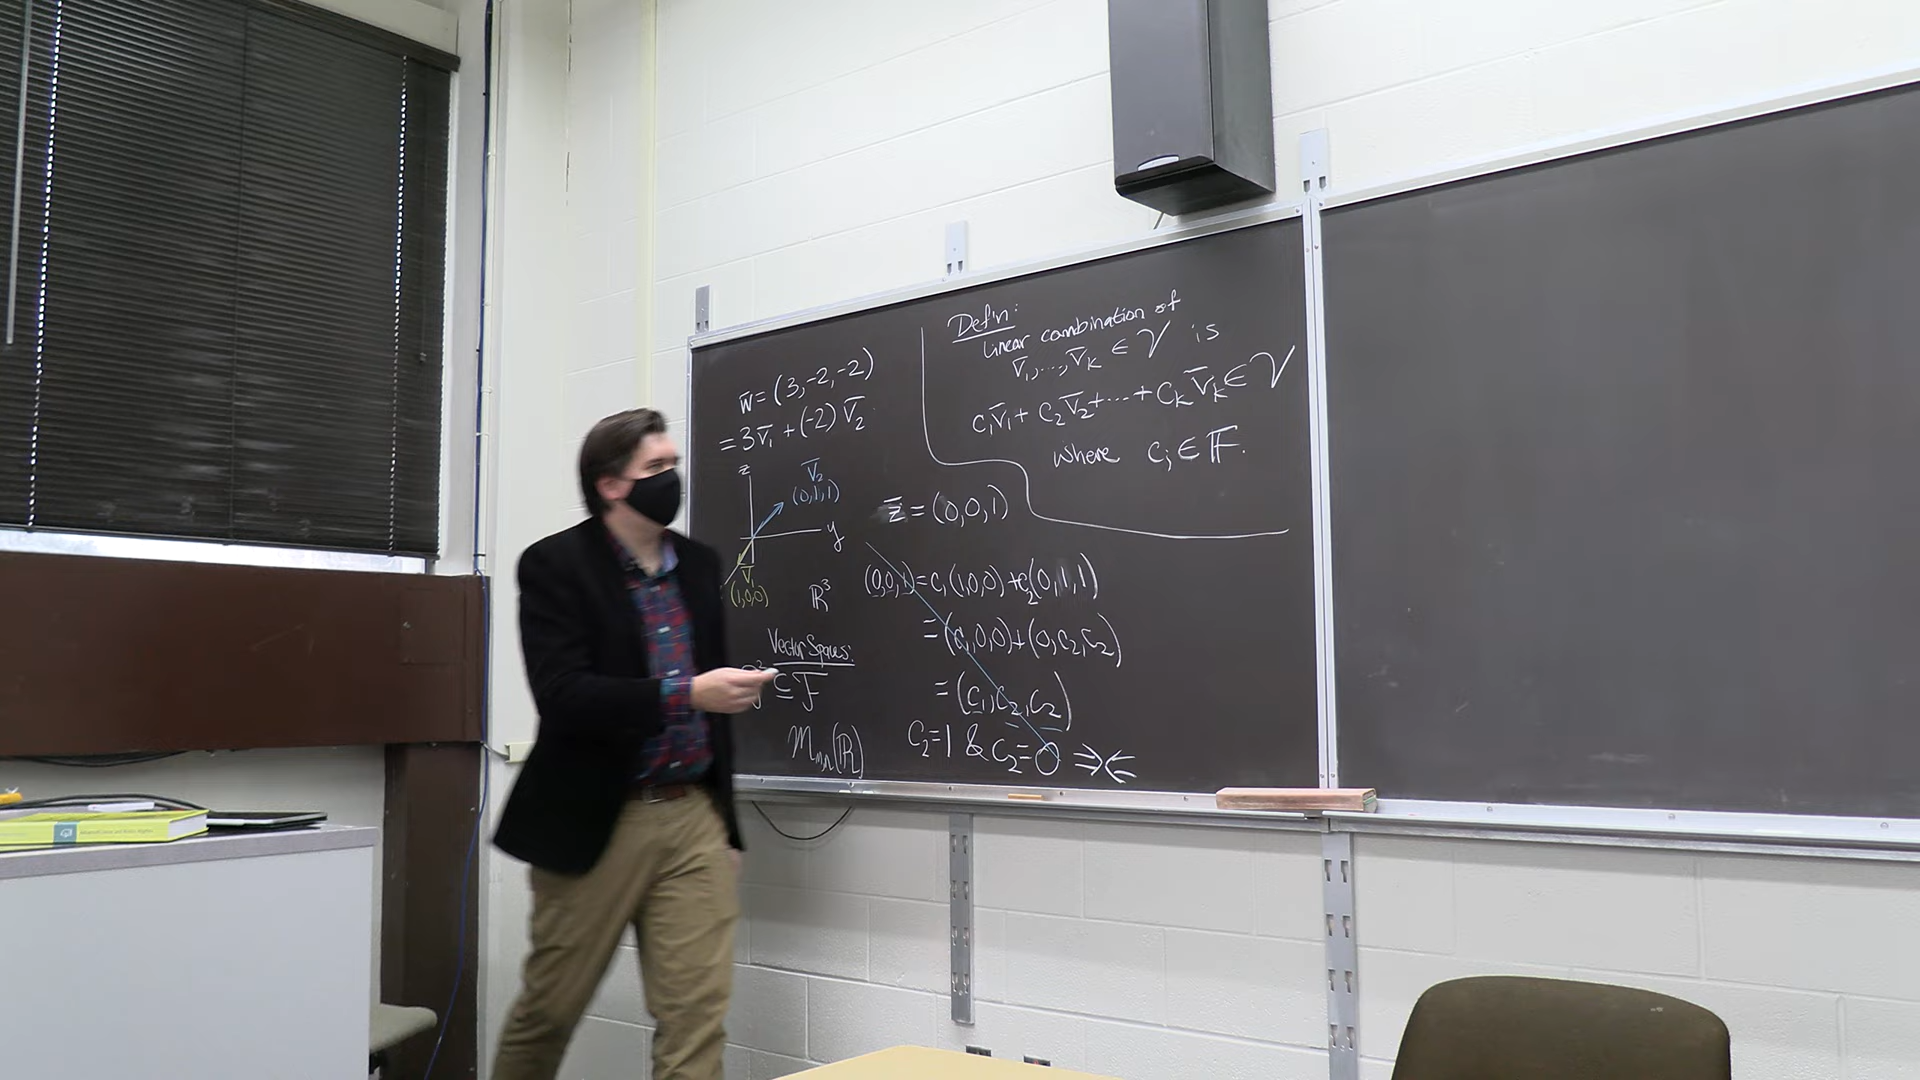 w̄ = (3,-2,-2)
= 3v̄₁ + (-2) v̄₂
z
v̄₂
(0,1,1)
y
v̄₁
(1,0,0)
ℝ³
Vector Spaces:
⊆ F
Mₘ,ₙ(ℝ)
Defn:
linear combination of
v̄₁,...,v̄ₖ ∈ V is
c₁v̄₁ + c₂v̄₂ + ... + cₖv̄ₖ ∈ V
where cᵢ ∈ F.
z̄ = (0,0,1)
(0,0,1) = c₁(1,0,0) + c₂(0,1,1)
= (c₁,0,0) + (0,c₂,c₂)
= (c₁,c₂,c₂)
c₂=1 & c₂=0 ⇒⇐